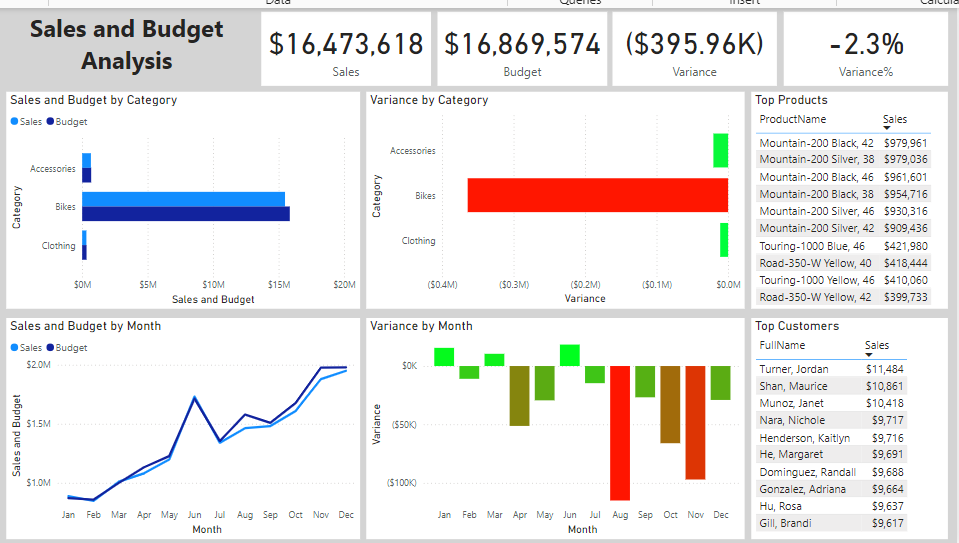 Data Queries Insert Calcula
Sales and Budget
Analysis
$16,473,618
Sales
$16,869,574
Budget
($395.96K)
Variance
-2.3%
Variance%
Sales and Budget by Category
Sales Budget
Category
Accessories
Bikes
Clothing
$0M $5M $10M $15M $20M
Sales and Budget
Variance by Category
Category
Accessories
Bikes
Clothing
($0.4M) ($0.3M) ($0.2M) ($0.1M) $0.0M
Variance
Top Products
ProductName Sales
Mountain-200 Black, 42 $979,961
Mountain-200 Silver, 38 $979,036
Mountain-200 Black, 46 $961,601
Mountain-200 Black, 38 $954,716
Mountain-200 Silver, 46 $930,316
Mountain-200 Silver, 42 $909,436
Touring-1000 Blue, 46 $421,980
Road-350-W Yellow, 40 $418,444
Touring-1000 Yellow, 46 $410,060
Road-350-W Yellow, 42 $399,733
Sales and Budget by Month
Sales Budget
Sales and Budget
$2.0M
$1.5M
$1.0M
Jan Feb Mar Apr May Jun Jul Aug Sep Oct Nov Dec
Month
Variance by Month
Variance
$0K
($50K)
($100K)
Jan Feb Mar Apr May Jun Jul Aug Sep Oct Nov Dec
Month
Top Customers
FullName Sales
Turner, Jordan $11,484
Shan, Maurice $10,861
Munoz, Janet $10,418
Nara, Nichole $9,717
Henderson, Kaitlyn $9,716
He, Margaret $9,691
Dominguez, Randall $9,688
Gonzalez, Adriana $9,664
Hu, Rosa $9,637
Gill, Brandi $9,617